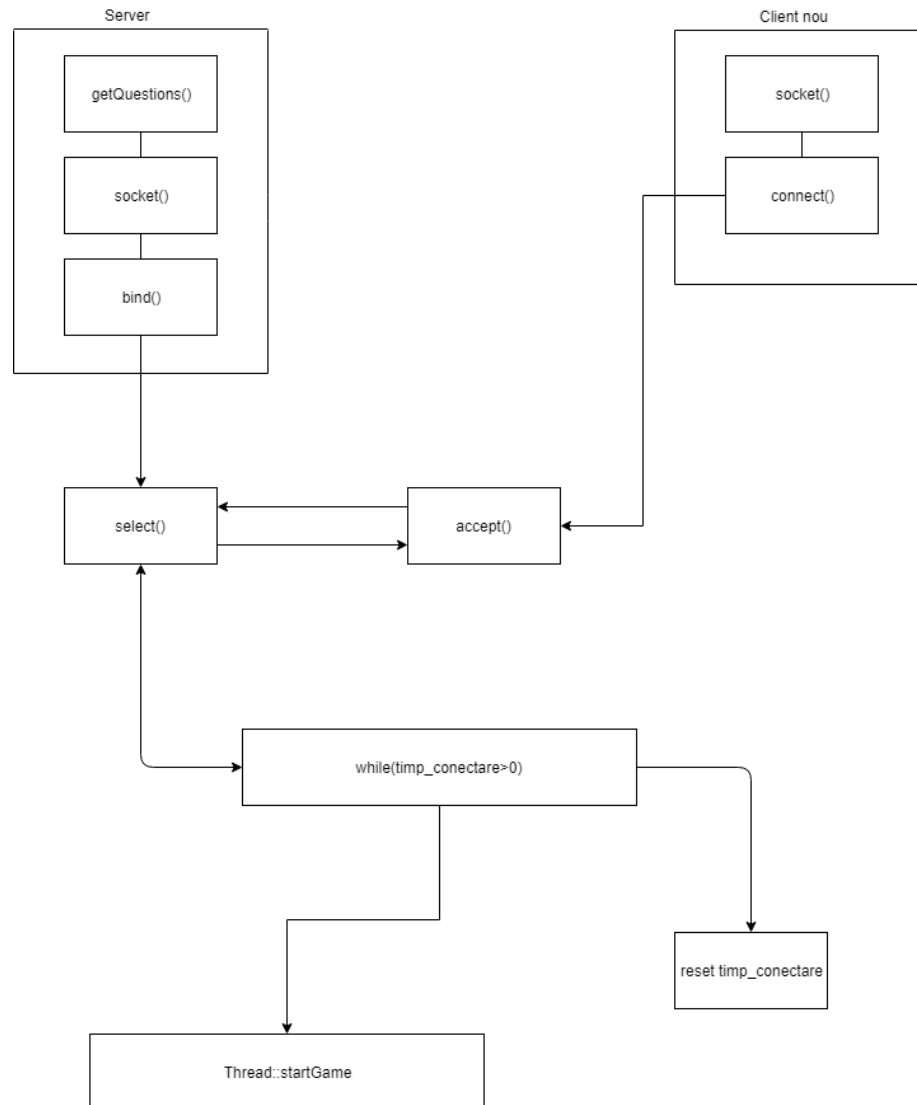 Server
Client nou
getQuestions()
socket()
socket()
connect()
bind()
select()
accept()
while(timp_conectare>0)
reset timp_conectare
Thread::startGame